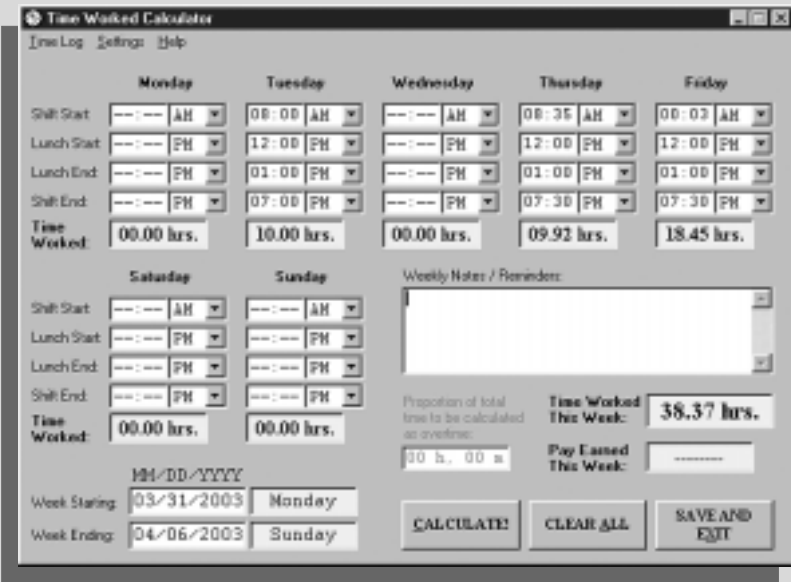 Time Worked Calculator
Time Log Settings Help
Monday Tuesday Wednesday Thursday Friday
Shift Start --:-- AM 08:00 AM --:-- AM 08:35 AM 00:03 AM
Lunch Start --:-- PM 12:00 PM --:-- PM 12:00 PM 12:00 PM
Lunch End: --:-- PM 01:00 PM --:-- PM 01:00 PM 01:00 PM
Shift End: --:-- PM 07:00 PM --:-- PM 07:30 PM 07:30 PM
Time Worked: 00.00 hrs. 10.00 hrs. 00.00 hrs. 09.92 hrs. 18.45 hrs.
Saturday Sunday
Shift Start --:-- AM --:-- AM
Lunch Start --:-- PM --:-- PM
Lunch End: --:-- PM --:-- PM
Shift End: --:-- PM --:-- PM
Time Worked: 00.00 hrs. 00.00 hrs.
Weekly Notes / Reminders:
Proportion of total
time to be calculated
as overtime:
00 h, 00 m
Time Worked This Week: 38.37 hrs.
Pay Earned This Week: --------
MM/DD/YYYY
Week Starting: 03/31/2003 Monday
Week Ending: 04/06/2003 Sunday
CALCULATE! CLEAR ALL SAVE AND EXIT